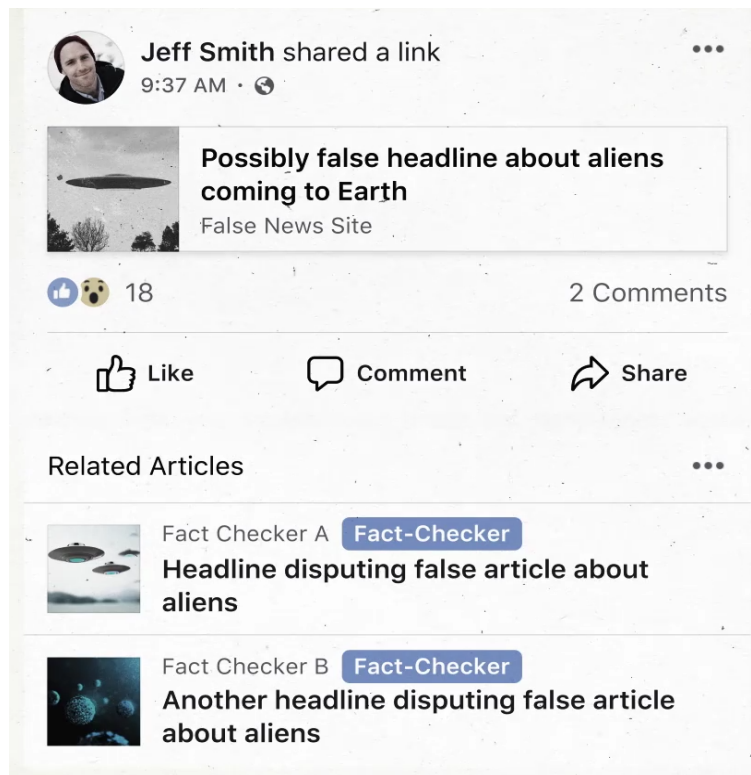 Jeff Smith shared a link
9:37 AM ·
Possibly false headline about aliens
coming to Earth
False News Site
18
2 Comments
Like
Comment
Share
Related Articles
Fact Checker A Fact-Checker
Headline disputing false article about
aliens
Fact Checker B Fact-Checker
Another headline disputing false article
about aliens